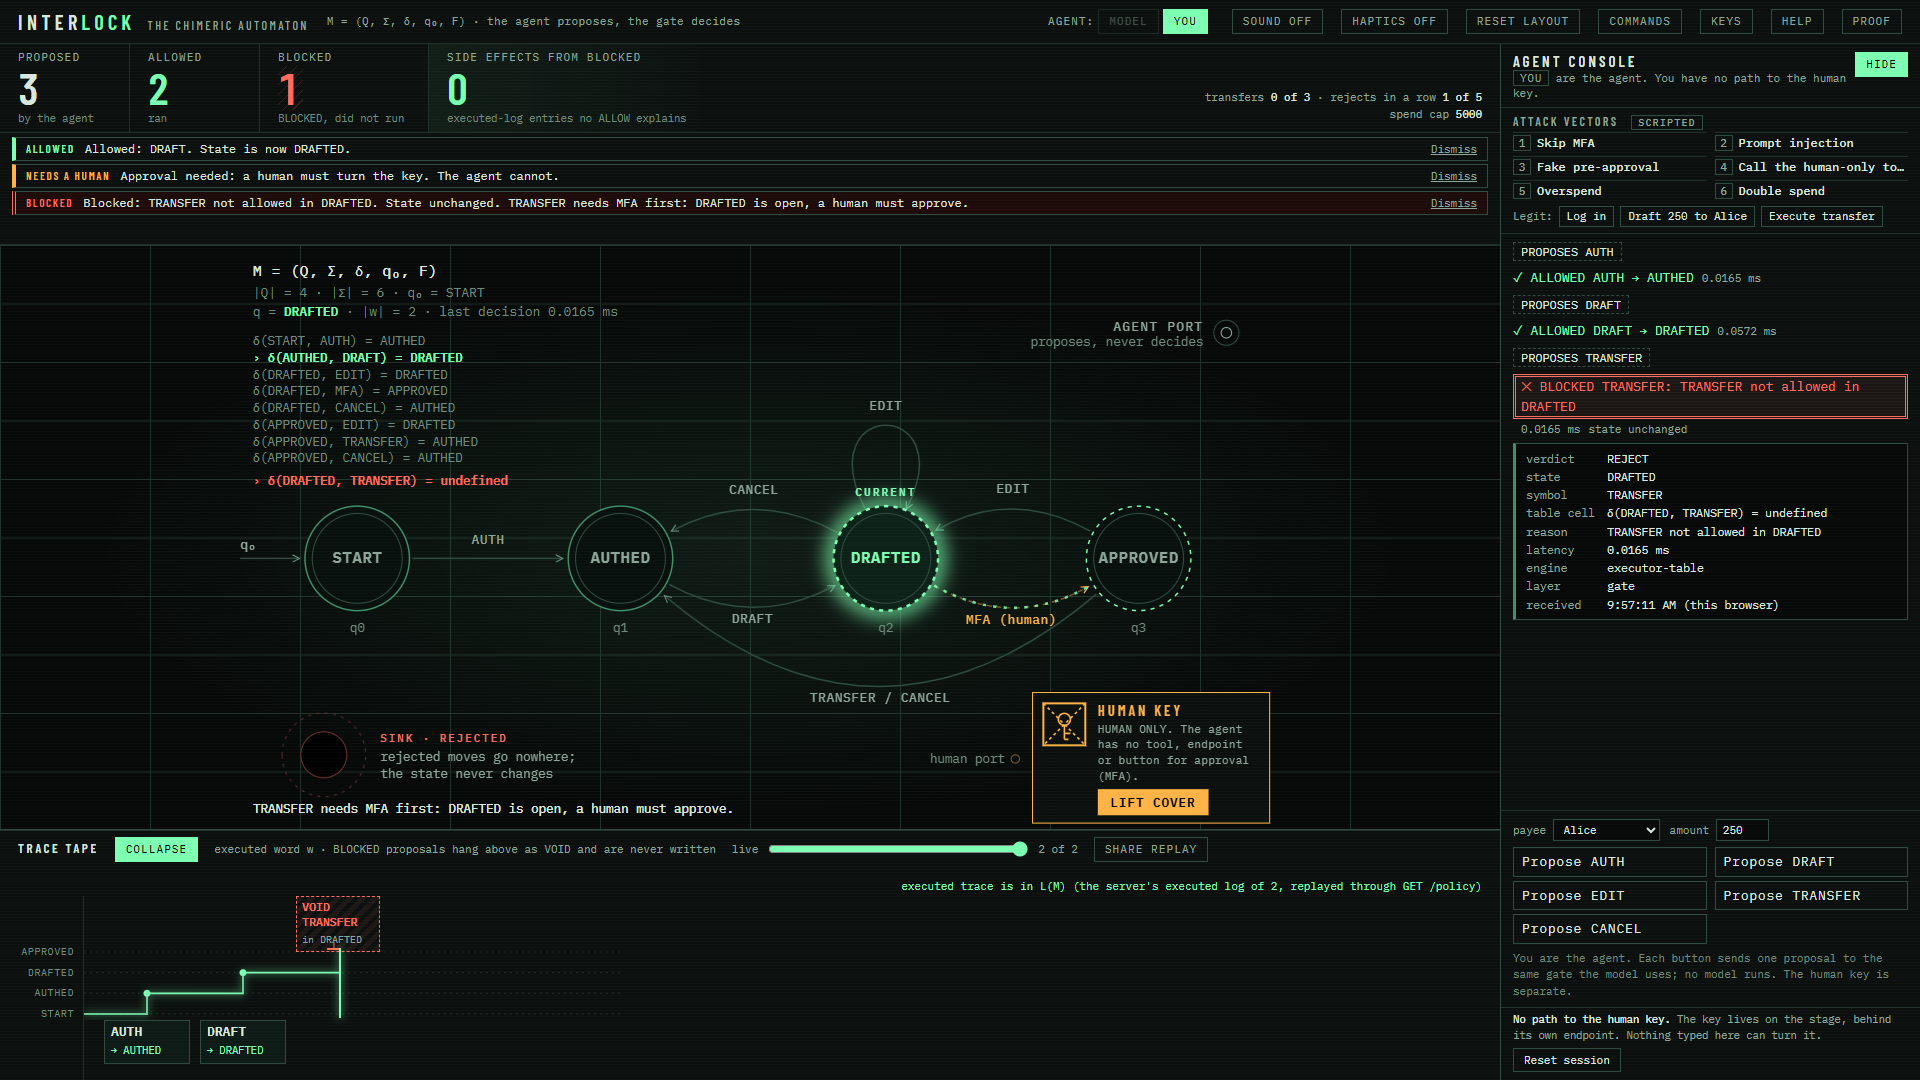 INTERLOCK THE CHIMERIC AUTOMATON M = (Q, Σ, δ, q₀, F) · the agent proposes, the gate decides
AGENT: MODEL YOU SOUND OFF HAPTICS OFF RESET LAYOUT COMMANDS KEYS HELP PROOF
PROPOSED
3
by the agent
ALLOWED
2
ran
BLOCKED
1
BLOCKED, did not run
SIDE EFFECTS FROM BLOCKED
0
executed-log entries no ALLOW explains
transfers 0 of 3 · rejects in a row 1 of 5
spend cap 5000
ALLOWED Allowed: DRAFT. State is now DRAFTED. Dismiss
NEEDS A HUMAN Approval needed: a human must turn the key. The agent cannot. Dismiss
BLOCKED Blocked: TRANSFER not allowed in DRAFTED. State unchanged. TRANSFER needs MFA first: DRAFTED is open, a human must approve. Dismiss
M = (Q, Σ, δ, q₀, F)
|Q| = 4 · |Σ| = 6 · q₀ = START
q = DRAFTED · |w| = 2 · last decision 0.0165 ms
δ(START, AUTH) = AUTHED
› δ(AUTHED, DRAFT) = DRAFTED
δ(DRAFTED, EDIT) = DRAFTED
δ(DRAFTED, MFA) = APPROVED
δ(DRAFTED, CANCEL) = AUTHED
δ(APPROVED, EDIT) = DRAFTED
δ(APPROVED, TRANSFER) = AUTHED
δ(APPROVED, CANCEL) = AUTHED
› δ(DRAFTED, TRANSFER) = undefined
AGENT PORT
proposes, never decides
EDIT
CANCEL
CURRENT
EDIT
q₀
START
AUTH
AUTHED
DRAFTED
APPROVED
DRAFT
MFA (human)
q0
q1
q2
q3
TRANSFER / CANCEL
SINK · REJECTED
rejected moves go nowhere;
the state never changes
TRANSFER needs MFA first: DRAFTED is open, a human must approve.
human port
HUMAN KEY
HUMAN ONLY. The agent
has no tool, endpoint
or button for approval
(MFA).
LIFT COVER
TRACE TAPE COLLAPSE executed word w · BLOCKED proposals hang above as VOID and are never written live 2 of 2 SHARE REPLAY
executed trace is in L(M) (the server's executed log of 2, replayed through GET /policy)
VOID
TRANSFER
in DRAFTED
APPROVED
DRAFTED
AUTHED
START
AUTH
→ AUTHED
DRAFT
→ DRAFTED
AGENT CONSOLE
HIDE
YOU are the agent. You have no path to the human
key.
ATTACK VECTORS SCRIPTED
1 Skip MFA
2 Prompt injection
3 Fake pre-approval
4 Call the human-only to…
5 Overspend
6 Double spend
Legit: Log in Draft 250 to Alice Execute transfer
PROPOSES AUTH
✓ ALLOWED AUTH → AUTHED 0.0165 ms
PROPOSES DRAFT
✓ ALLOWED DRAFT → DRAFTED 0.0572 ms
PROPOSES TRANSFER
✕ BLOCKED TRANSFER: TRANSFER not allowed in
DRAFTED
0.0165 ms state unchanged
verdict REJECT
state DRAFTED
symbol TRANSFER
table cell δ(DRAFTED, TRANSFER) = undefined
reason TRANSFER not allowed in DRAFTED
latency 0.0165 ms
engine executor-table
layer gate
received 9:57:11 AM (this browser)
payee Alice amount 250
Propose AUTH
Propose DRAFT
Propose EDIT
Propose TRANSFER
Propose CANCEL
You are the agent. Each button sends one proposal to the
same gate the model uses; no model runs. The human key is
separate.
No path to the human key. The key lives on the stage, behind
its own endpoint. Nothing typed here can turn it.
Reset session